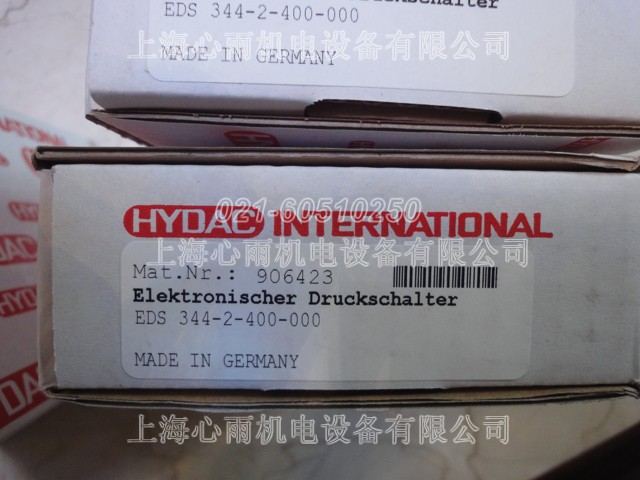 EDS 344-2-400-000
上海心雨机电设备有限公司
MADE IN GERMANY
021-60510250
HYDAC INTERNATIONAL
上海心雨机电设备有限公司
Mat.Nr.: 906423
Elektronischer Druckschalter
EDS 344-2-400-000
MADE IN GERMANY
上海心雨机电设备有限公司